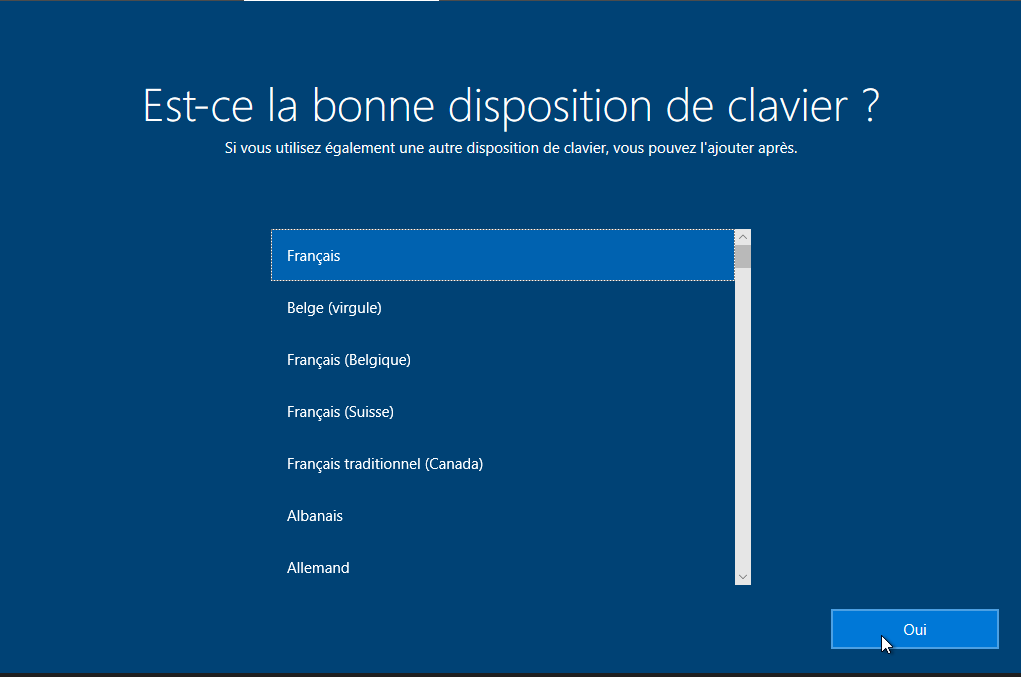 Est-ce la bonne disposition de clavier ?
Si vous utilisez également une autre disposition de clavier, vous pouvez l'ajouter après.
Français
Belge (virgule)
Français (Belgique)
Français (Suisse)
Français traditionnel (Canada)
Albanais
Allemand
Oui